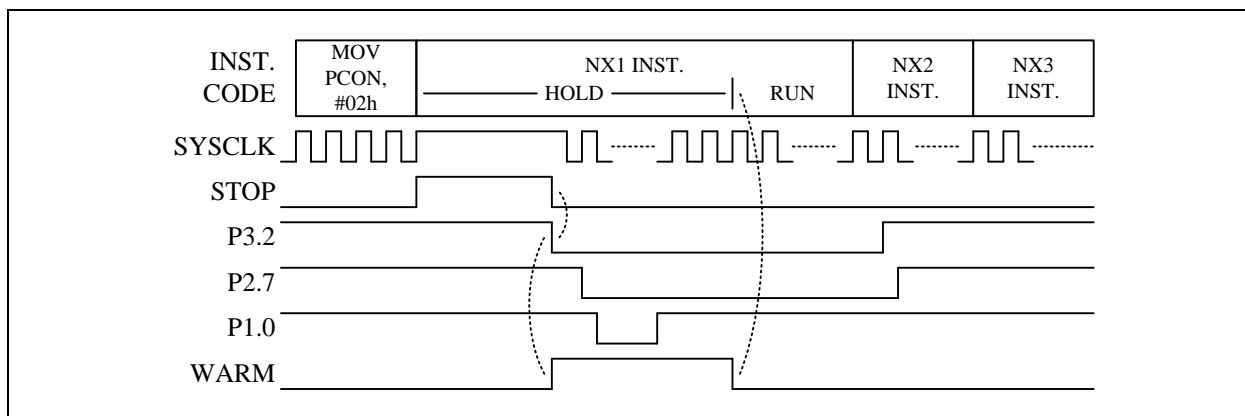 INST.
CODE
MOV
PCON,
#02h
NX1 INST.
HOLD
RUN
NX2
INST.
NX3
INST.
SYSCLK
STOP
P3.2
P2.7
P1.0
WARM